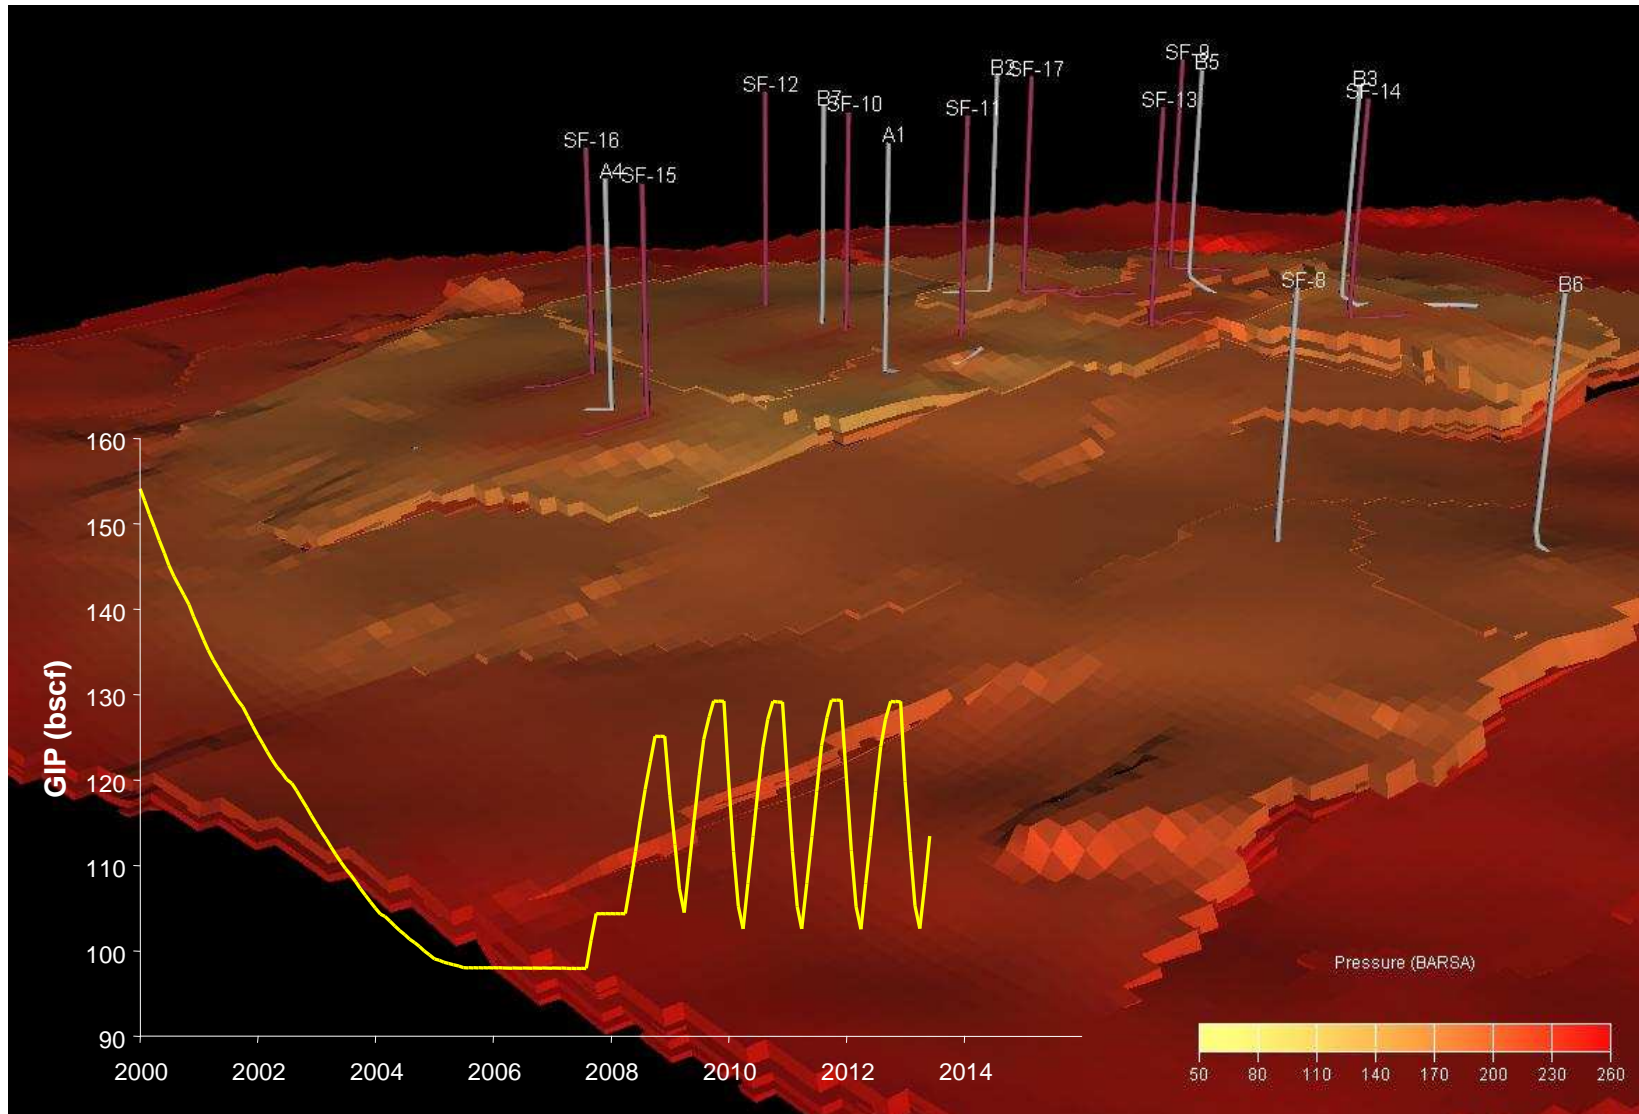 SF-9
B5
B2
SF-17
SF-12
B3
SF-14
B7
SF-10
SF-11
SF-13
A1
SF-16
A4
SF-15
SF-8
B6
160
150
140
130
120
110
100
90
GIP (bscf)
2000 2002 2004 2006 2008 2010 2012 2014
Pressure (BARSA)
50 80 110 140 170 200 230 260